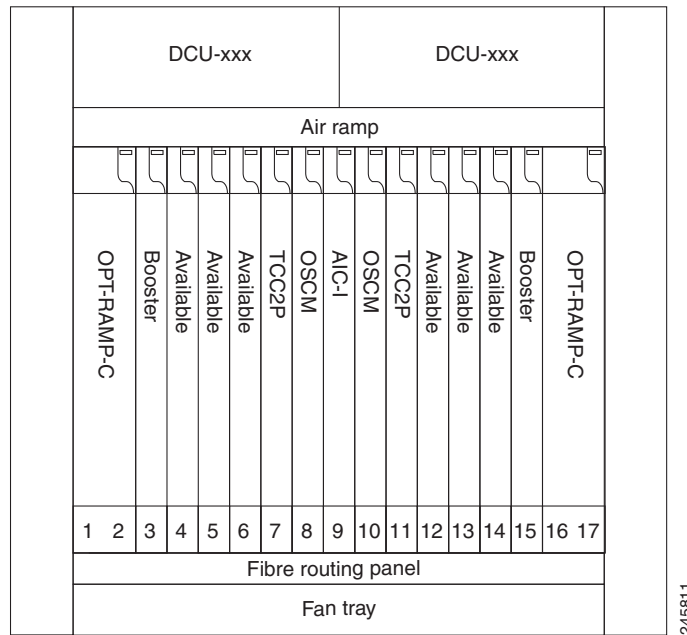 DCU-xxx DCU-xxx
Air ramp
OPT-RAMP-C
Booster
Available
Available
Available
TCC2P
OSCM
AIC-I
OSCM
TCC2P
Available
Available
Available
Booster
OPT-RAMP-C
1 2 3 4 5 6 7 8 9 10 11 12 13 14 15 16 17
Fibre routing panel
Fan tray
245811